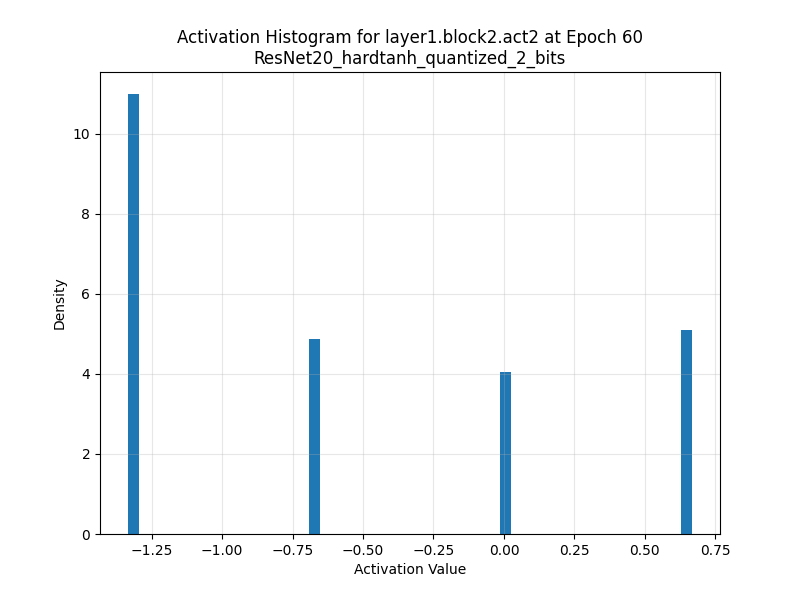 Activation Histogram for layer1.block2.act2 at Epoch 60
ResNet20_hardtanh_quantized_2_bits
10
8
6
4
2
0
Density
−1.25 −1.00 −0.75 −0.50 −0.25 0.00 0.25 0.50 0.75
Activation Value